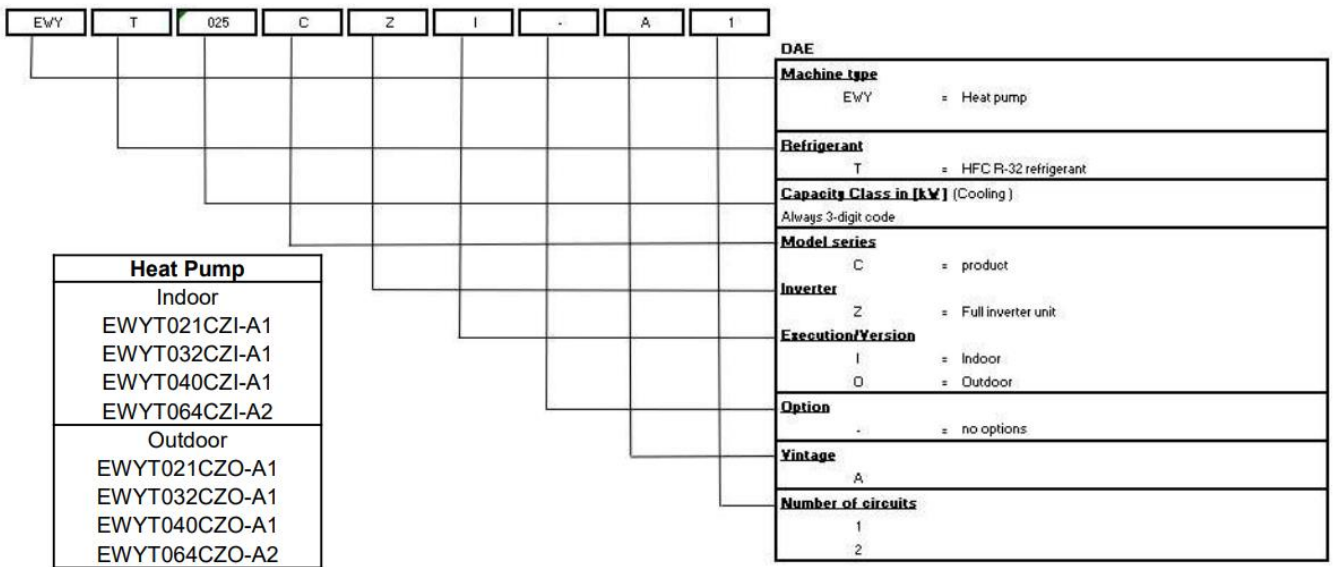 EWY T 025 C Z I - A 1
DAE
Machine type
EWY = Heat pump
Refrigerant
T = HFC R-32 refrigerant
Capacity Class in [kW] (Cooling)
Always 3-digit code
Model series
C = product
Inverter
Z = Full inverter unit
Execution/Version
I = Indoor
O = Outdoor
Option
- = no options
Vintage
A
Number of circuits
1
2
Heat Pump
Indoor
EWYT021CZI-A1
EWYT032CZI-A1
EWYT040CZI-A1
EWYT064CZI-A2
Outdoor
EWYT021CZO-A1
EWYT032CZO-A1
EWYT040CZO-A1
EWYT064CZO-A2